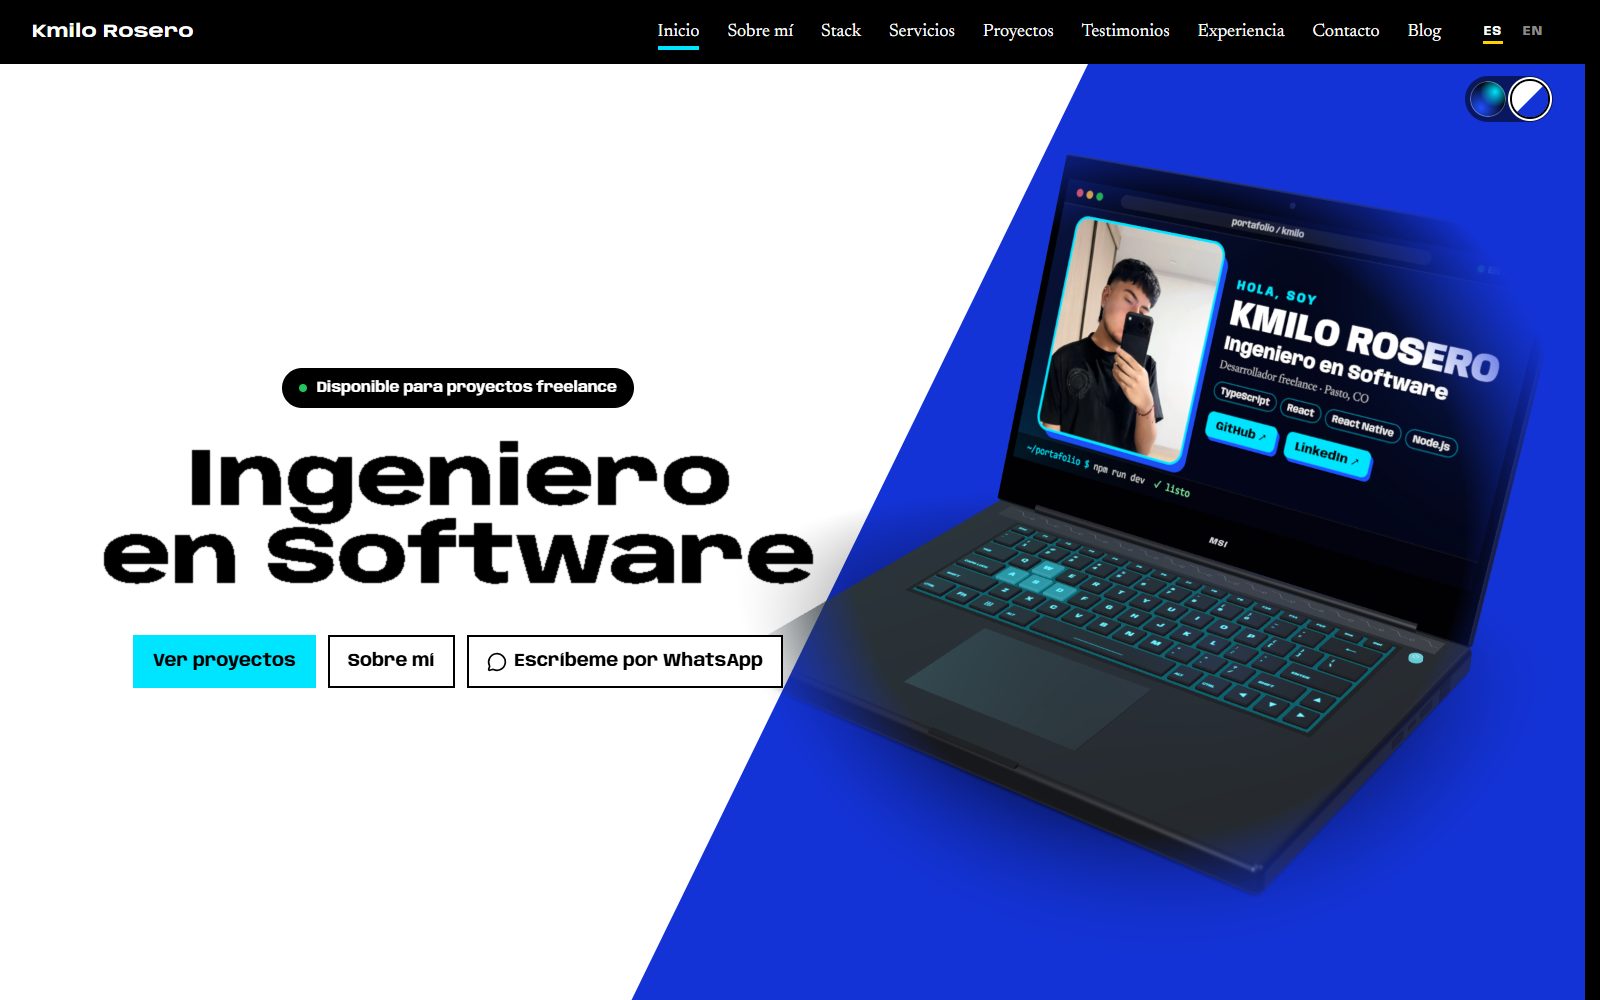 Kmilo Rosero
Inicio Sobre mí Stack Servicios Proyectos Testimonios Experiencia Contacto Blog ES EN
Disponible para proyectos freelance
Ingeniero
en Software
Ver proyectos Sobre mí Escríbeme por WhatsApp
portafolio / kmilo
HOLA, SOY
KMILO ROSERO
Ingeniero en Software
Desarrollador freelance · Pasto, CO
TypeScript React React Native Node.js
GitHub ↗ LinkedIn ↗
~/portafolio $ npm run dev ✓ listo
MSI